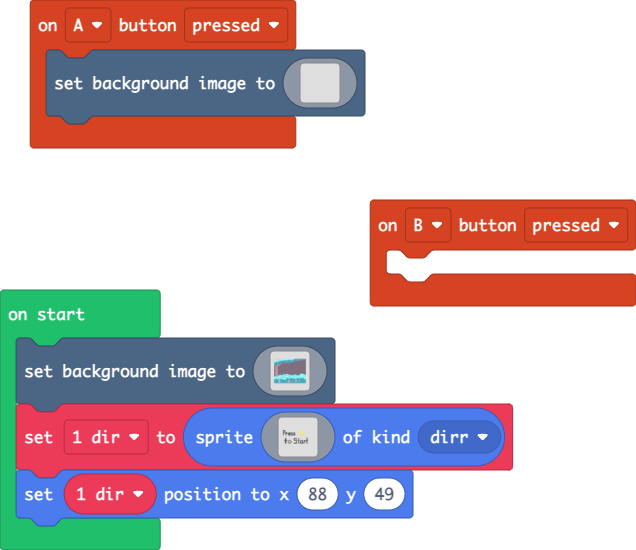 on A button pressed
set background image to
on B button pressed
on start
set background image to
set 1 dir to sprite Press to Start of kind dirr
set 1 dir position to x 88 y 49